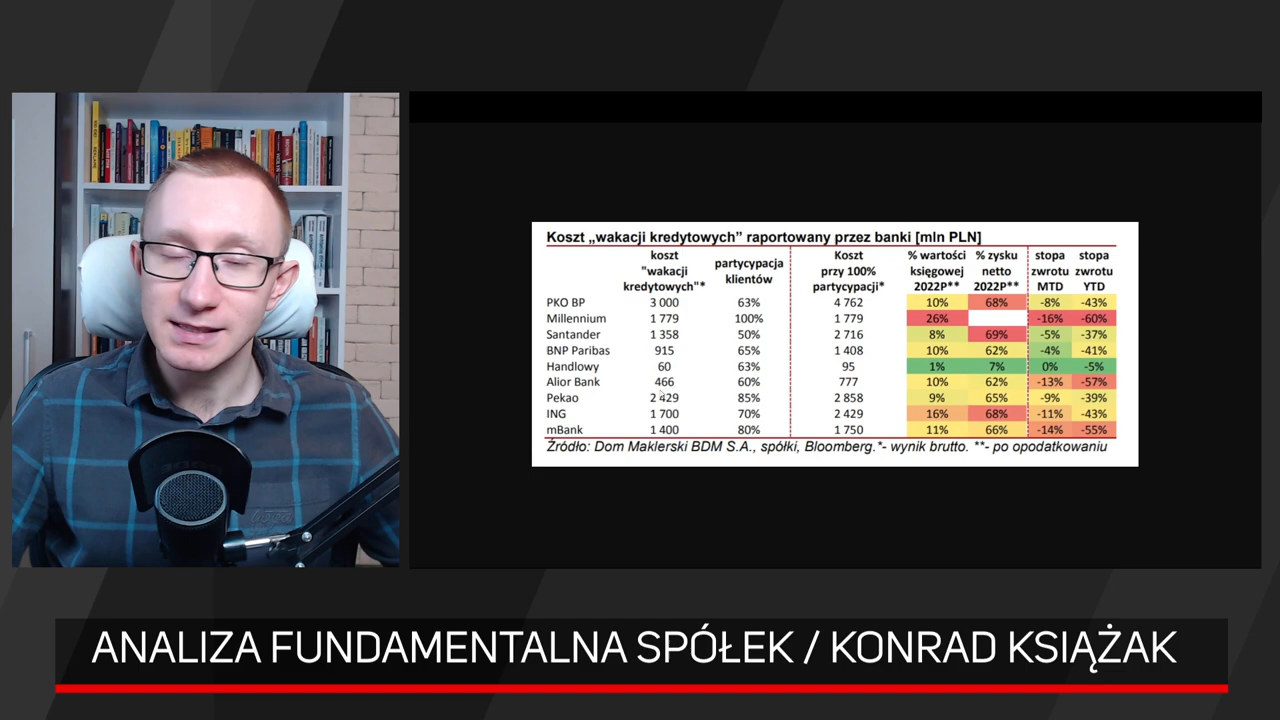 Koszt „wakacji kredytowych” raportowany przez banki [mln PLN]
koszt "wakacji kredytowych"* partycypacja klientów Koszt przy 100% partycypacji* % wartości księgowej 2022P** % zysku netto 2022P** stopa zwrotu MTD stopa zwrotu YTD
PKO BP 3 000 63% 4 762 10% 68% -8% -43%
Millennium 1 779 100% 1 779 26% -16% -60%
Santander 1 358 50% 2 716 8% 69% -5% -37%
BNP Paribas 915 65% 1 408 10% 62% -4% -41%
Handlowy 60 63% 95 1% 7% 0% -5%
Alior Bank 466 60% 777 10% 62% -13% -57%
Pekao 2 429 85% 2 858 9% 65% -9% -39%
ING 1 700 70% 2 429 16% 68% -11% -43%
mBank 1 400 80% 1 750 11% 66% -14% -55%
Źródło: Dom Maklerski BDM S.A., spółki, Bloomberg.*- wynik brutto. **- po opodatkowaniu
ANALIZA FUNDAMENTALNA SPÓŁEK / KONRAD KSIĄŻAK